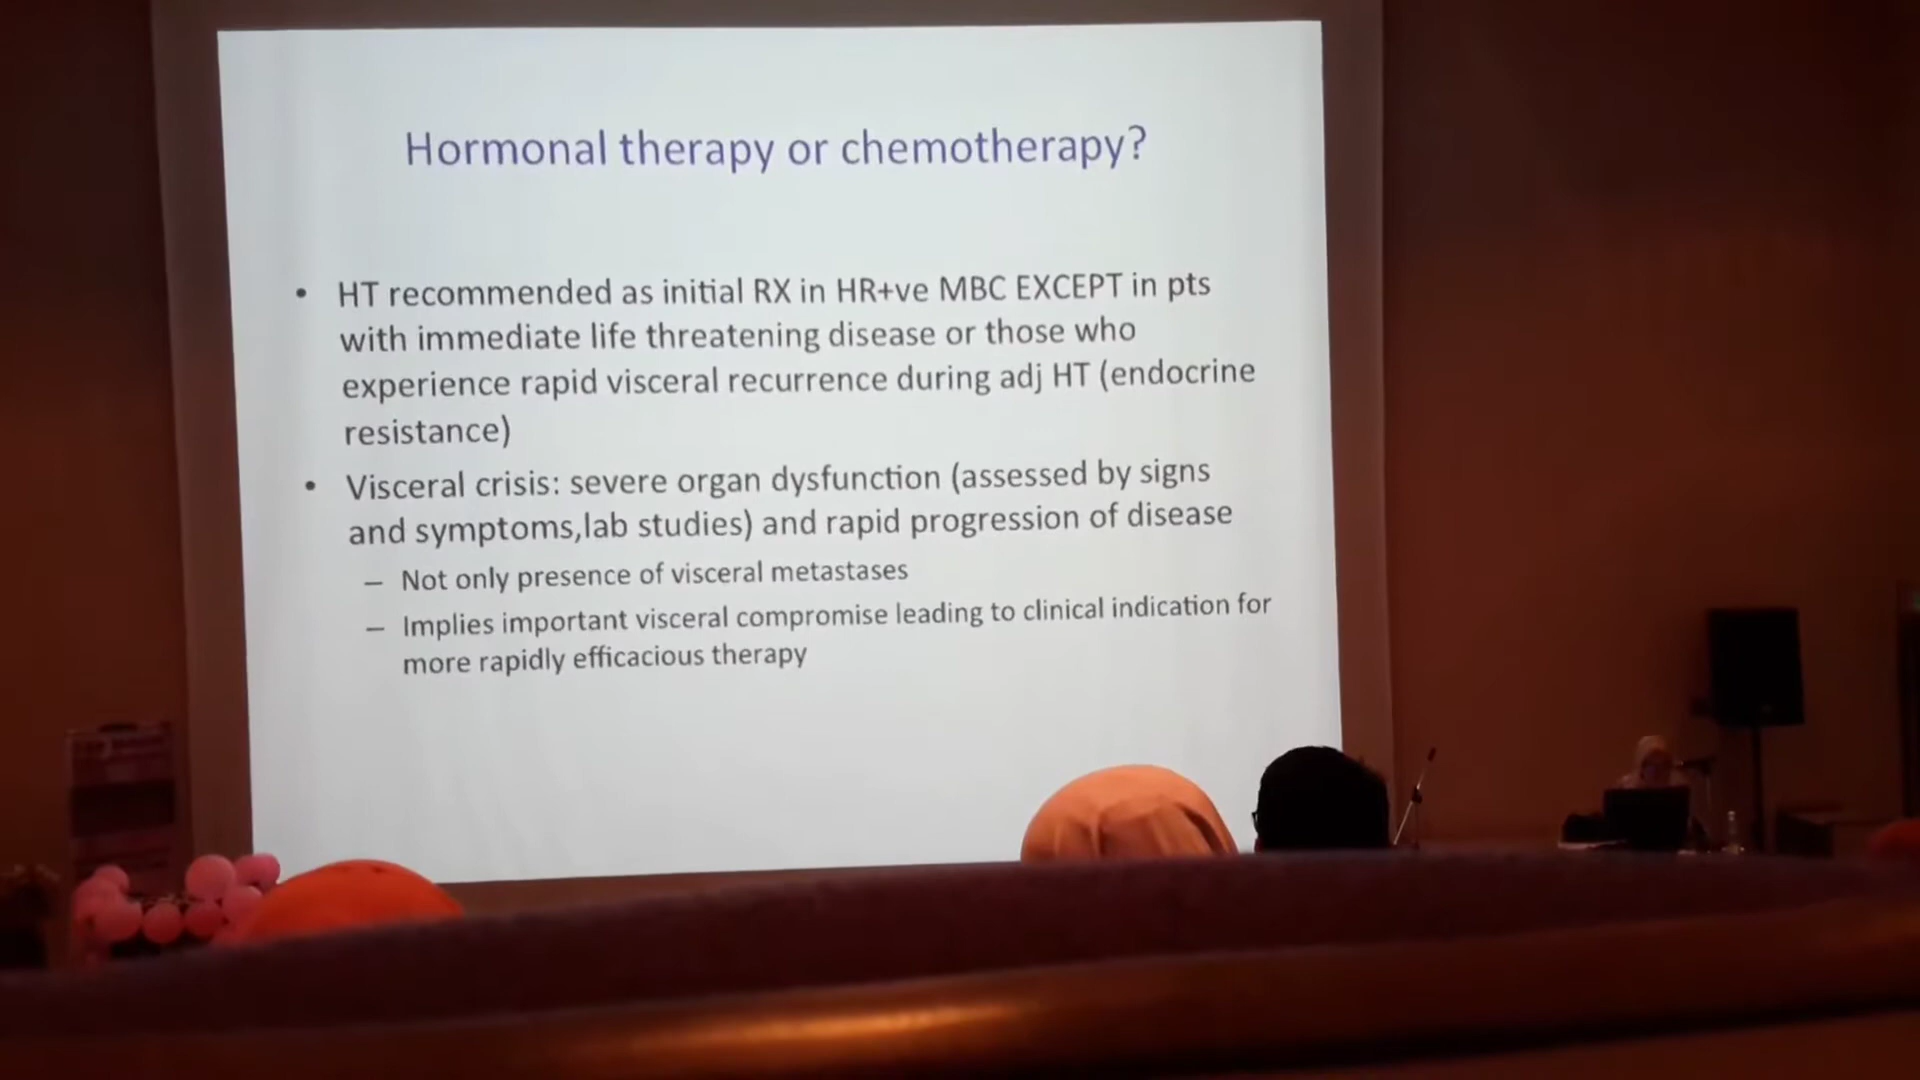 Hormonal therapy or chemotherapy?
• HT recommended as initial RX in HR+ve MBC EXCEPT in pts
with immediate life threatening disease or those who
experience rapid visceral recurrence during adj HT (endocrine
resistance)
• Visceral crisis: severe organ dysfunction (assessed by signs
and symptoms,lab studies) and rapid progression of disease
– Not only presence of visceral metastases
– Implies important visceral compromise leading to clinical indication for
more rapidly efficacious therapy